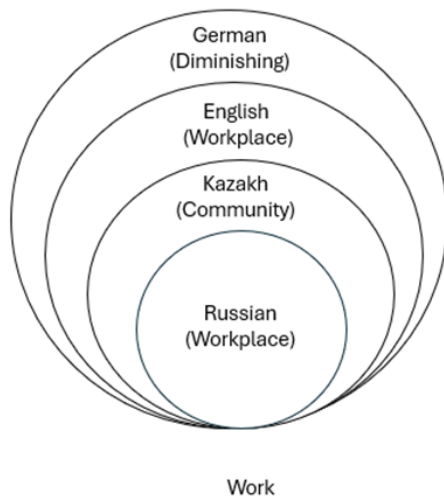 German
(Diminishing)
English
(Workplace)
Kazakh
(Community)
Russian
(Workplace)
Work